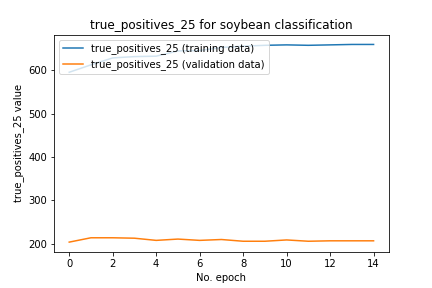 true_positives_25 for soybean classification
true_positives_25 (training data)
true_positives_25 (validation data)
true_positives_25 value
600
500
400
300
200
0 2 4 6 8 10 12 14
No. epoch